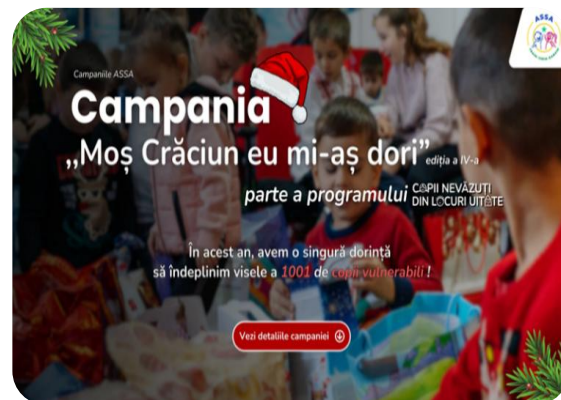 ASSA
Campaniile ASSA
Campania
,,Moș Crăciun eu mi-aș dori” ediția a IV-a
parte a programului COPII NEVĂZUȚI
DIN LOCURI UITATE
În acest an, avem o singură dorință
să îndeplinim visele a 1001 de copii vulnerabili !
Vezi detaliile campaniei